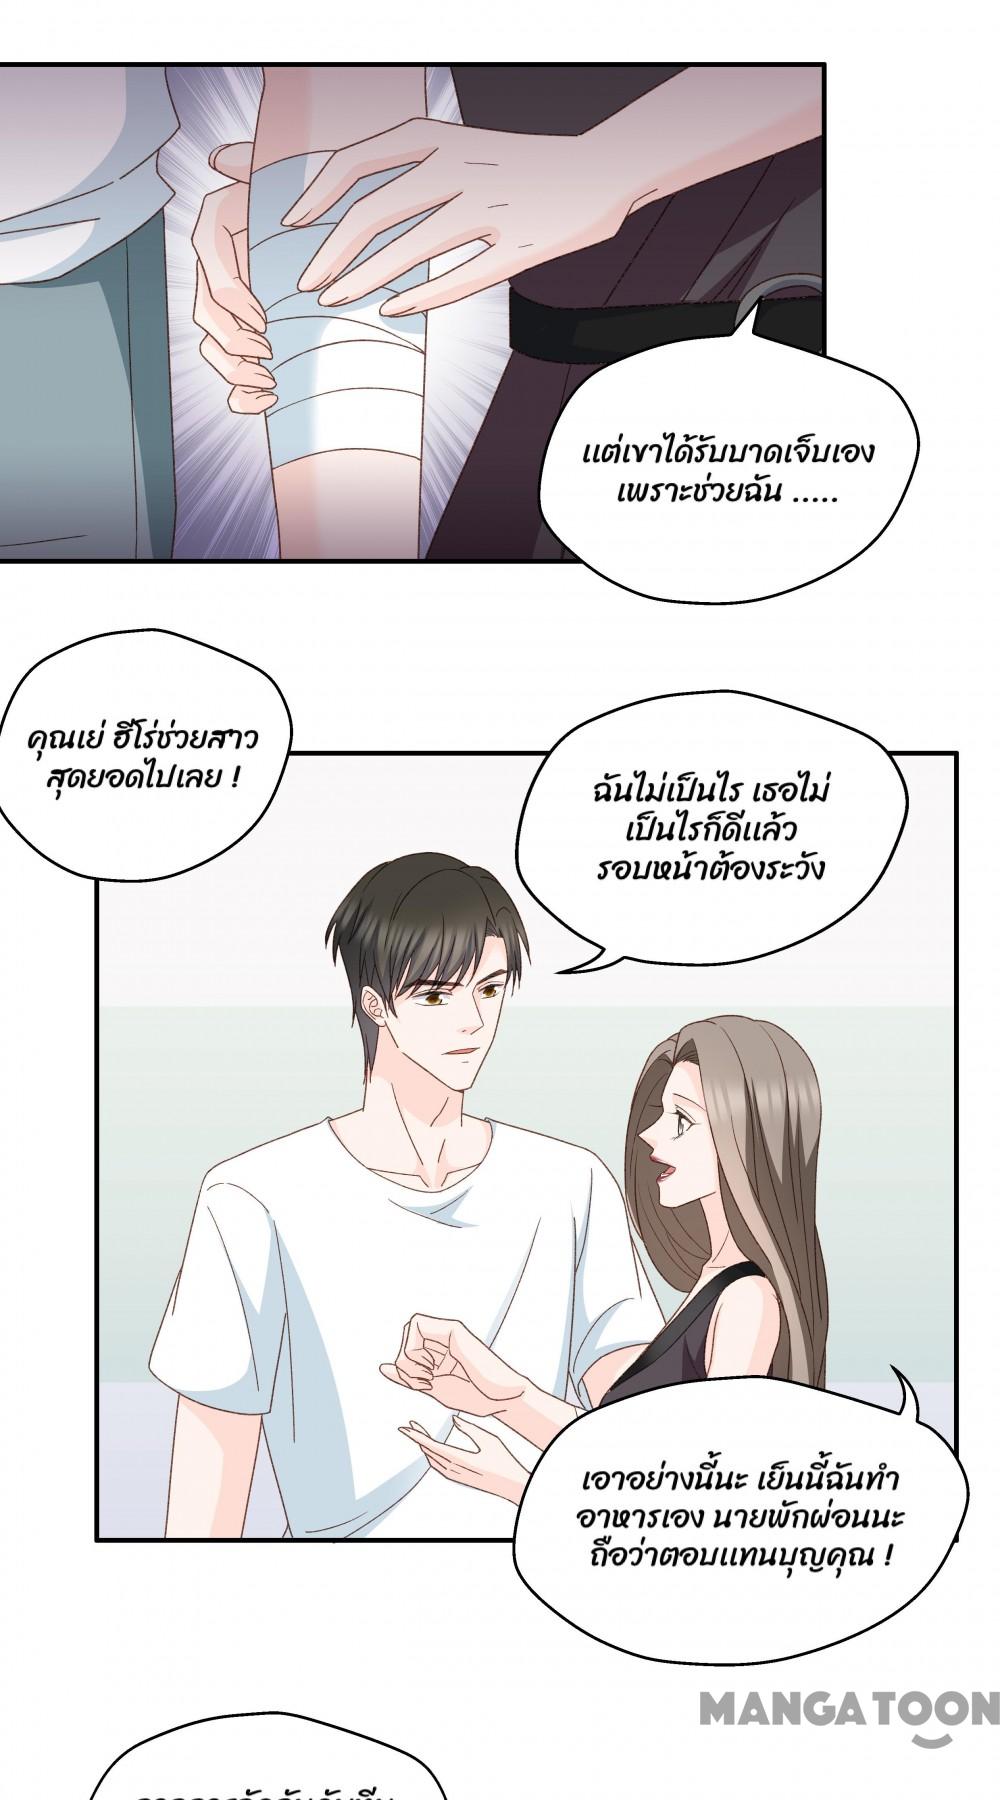 แต่เขาได้รับบาดเจ็บเอง
เพราะช่วยฉัน .....
คุณเย่ ฮีโร่ช่วยสาว
สุดยอดไปเลย !
ฉันไม่เป็นไร เธอไม่
เป็นไรก็ดีแล้ว
รอบหน้าต้องระวัง
เอาอย่างนี้นะ เย็นนี้ฉันทำ
อาหารเอง นายพักผ่อนนะ
ถือว่าตอบแทนบุญคุณ !
MANGATOON